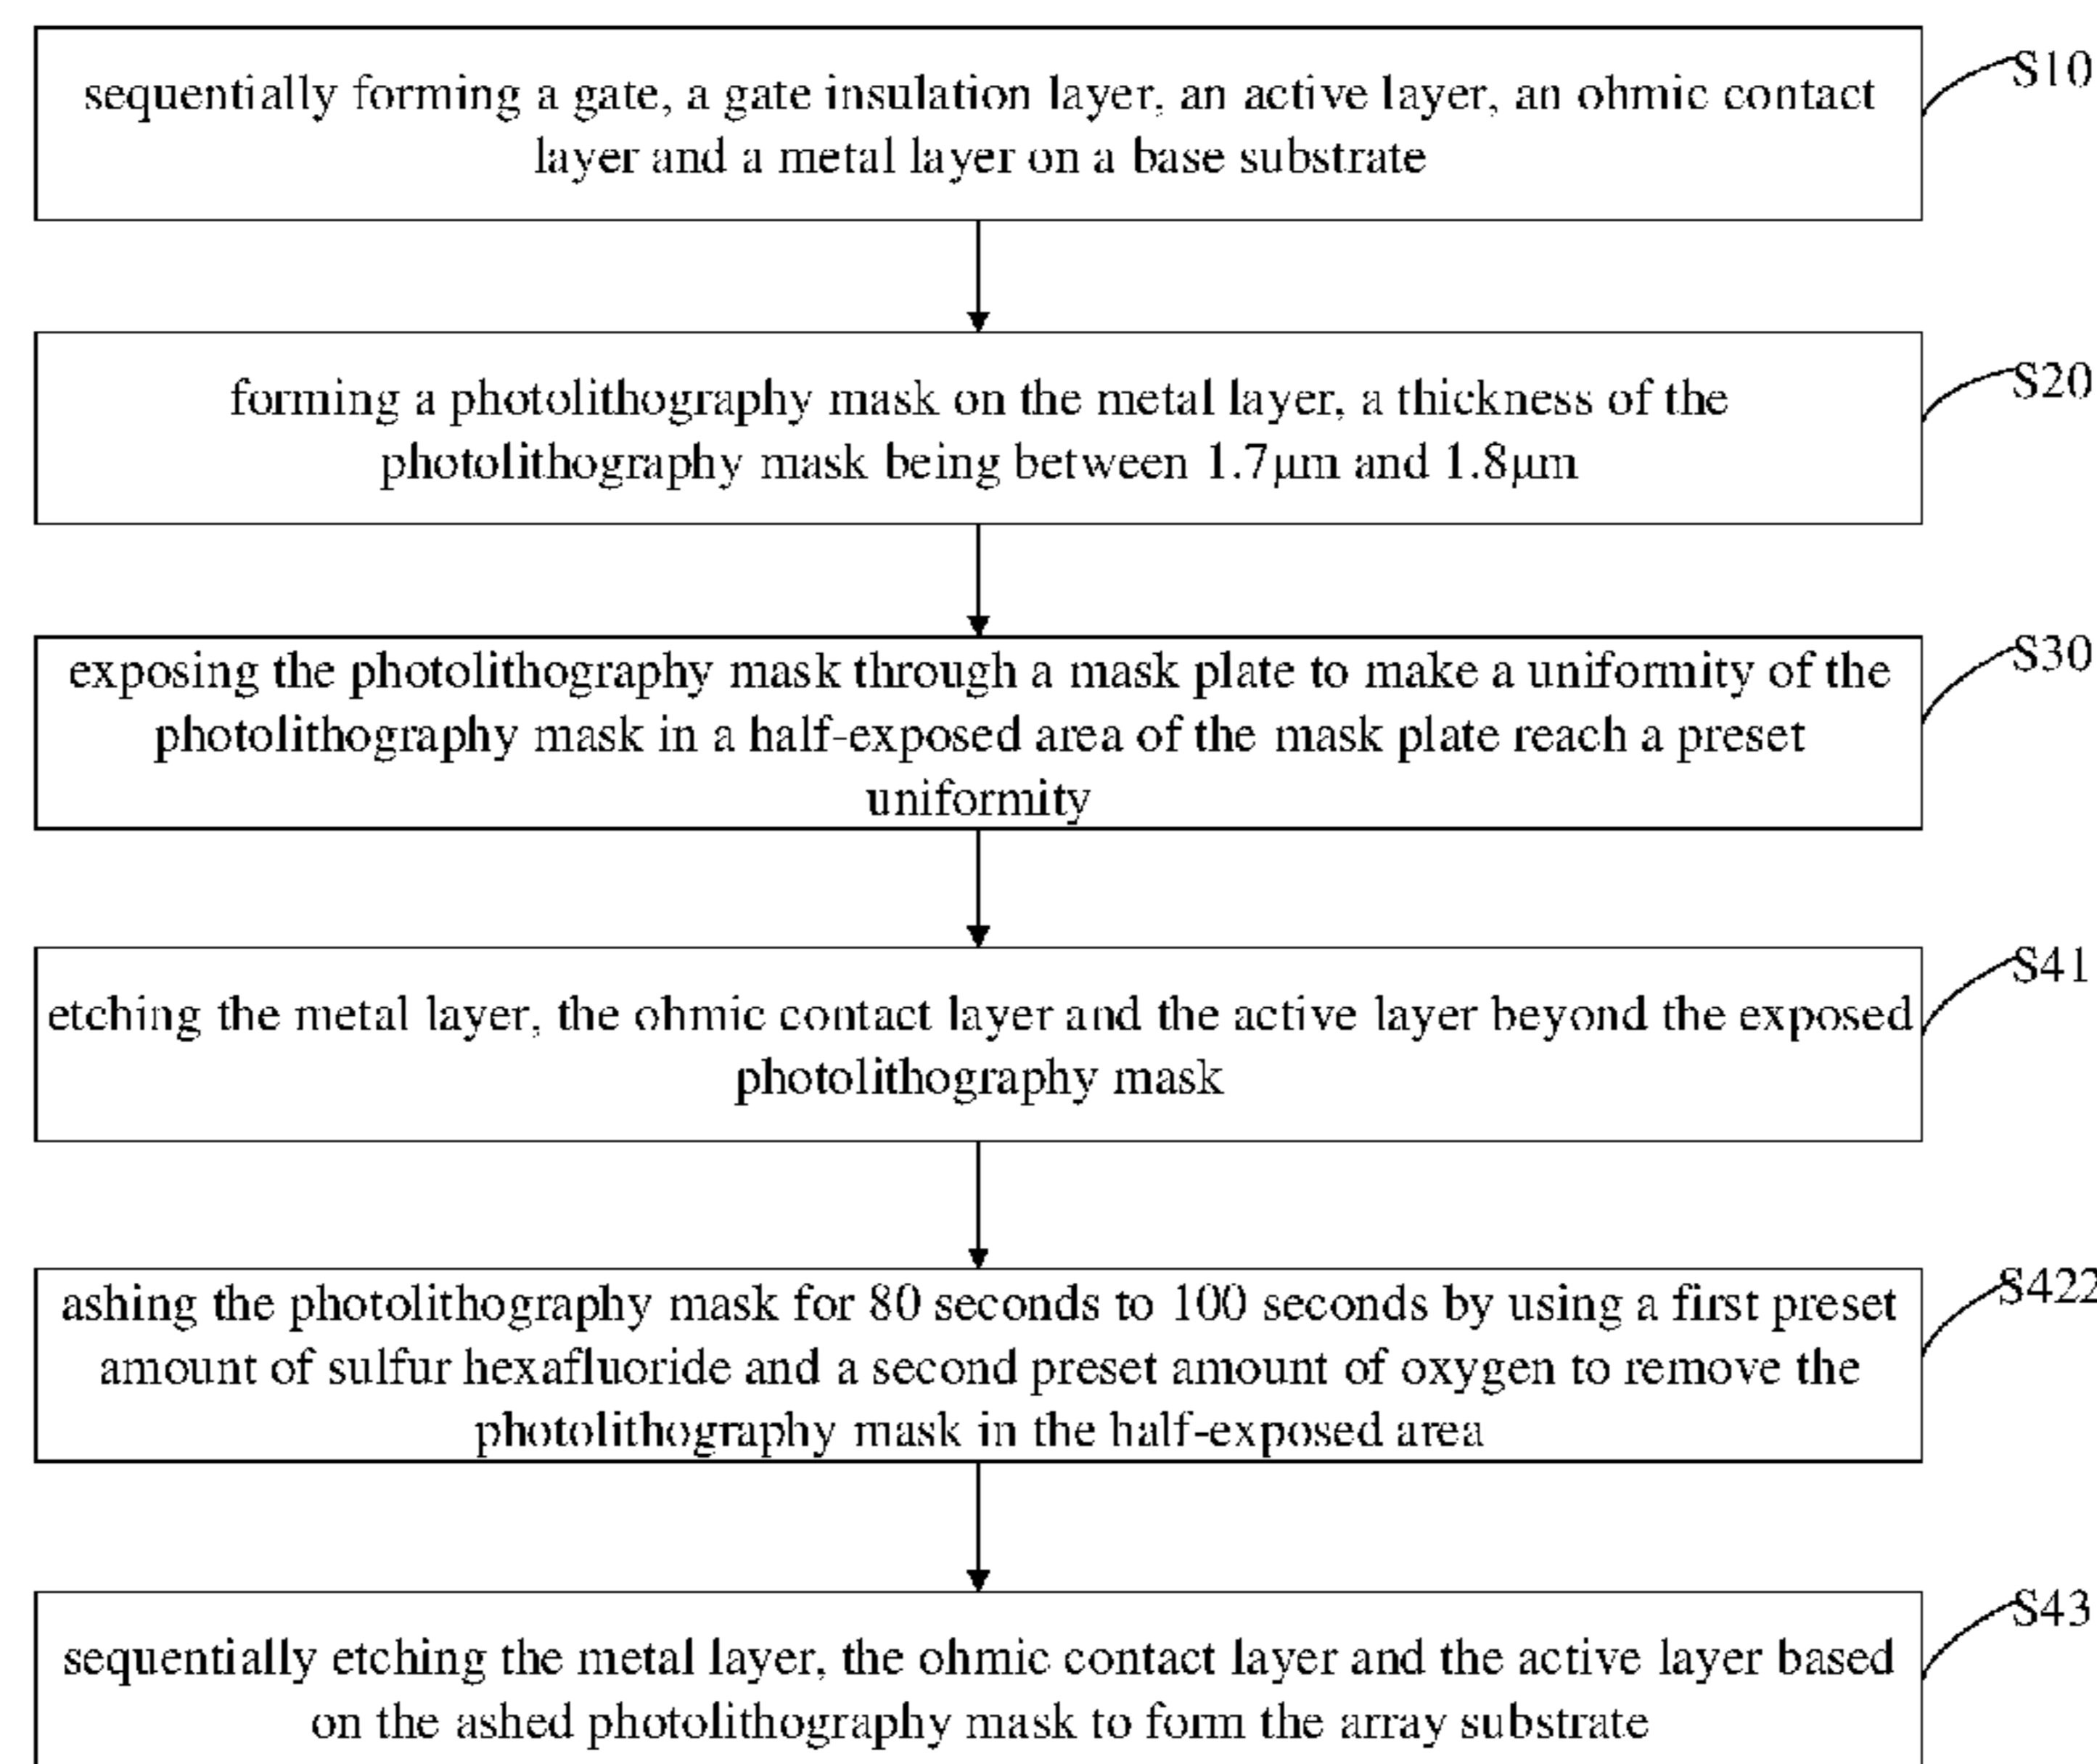 sequentially forming a gate, a gate insulation layer, an active layer, an ohmic contact
layer and a metal layer on a base substrate
S10
forming a photolithography mask on the metal layer, a thickness of the
photolithography mask being between 1.7μm and 1.8μm
S20
exposing the photolithography mask through a mask plate to make a uniformity of the
photolithography mask in a half-exposed area of the mask plate reach a preset
uniformity
S30
etching the metal layer, the ohmic contact layer and the active layer beyond the exposed
photolithography mask
S41
ashing the photolithography mask for 80 seconds to 100 seconds by using a first preset
amount of sulfur hexafluoride and a second preset amount of oxygen to remove the
photolithography mask in the half-exposed area
S422
sequentially etching the metal layer, the ohmic contact layer and the active layer based
on the ashed photolithography mask to form the array substrate
S43